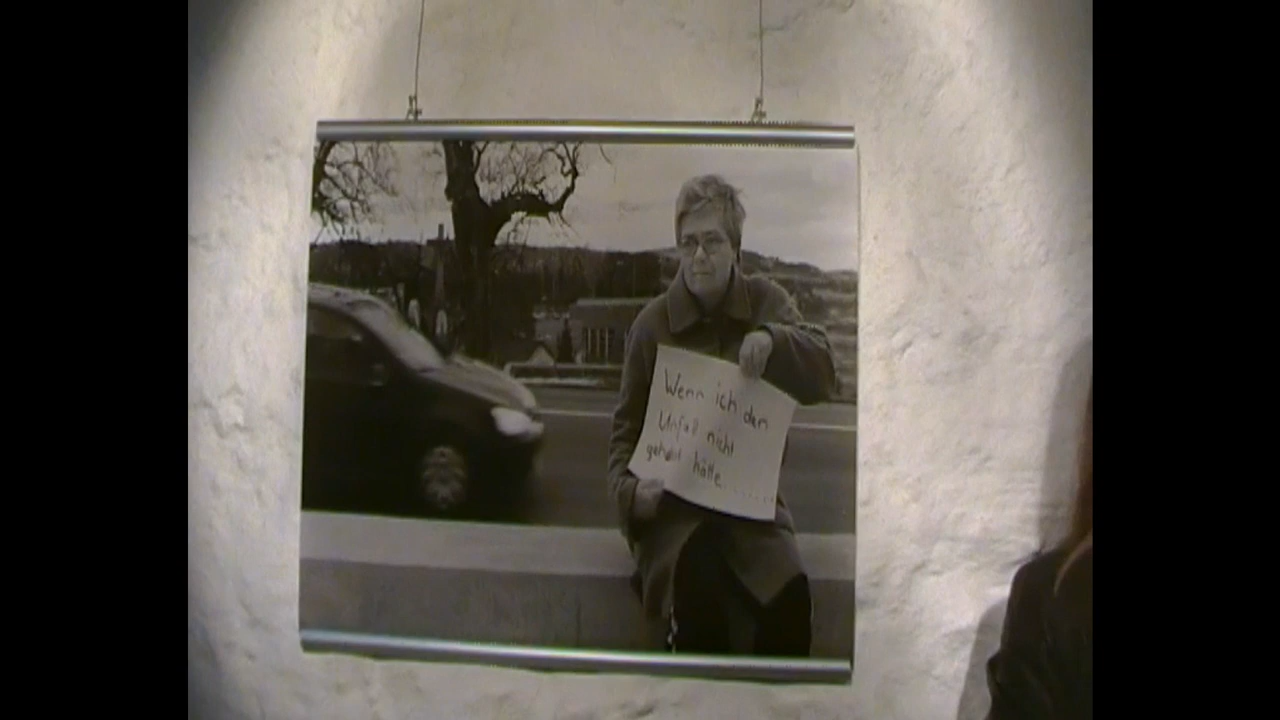 Wenn ich den
Unfall nicht
gehabt hätte........